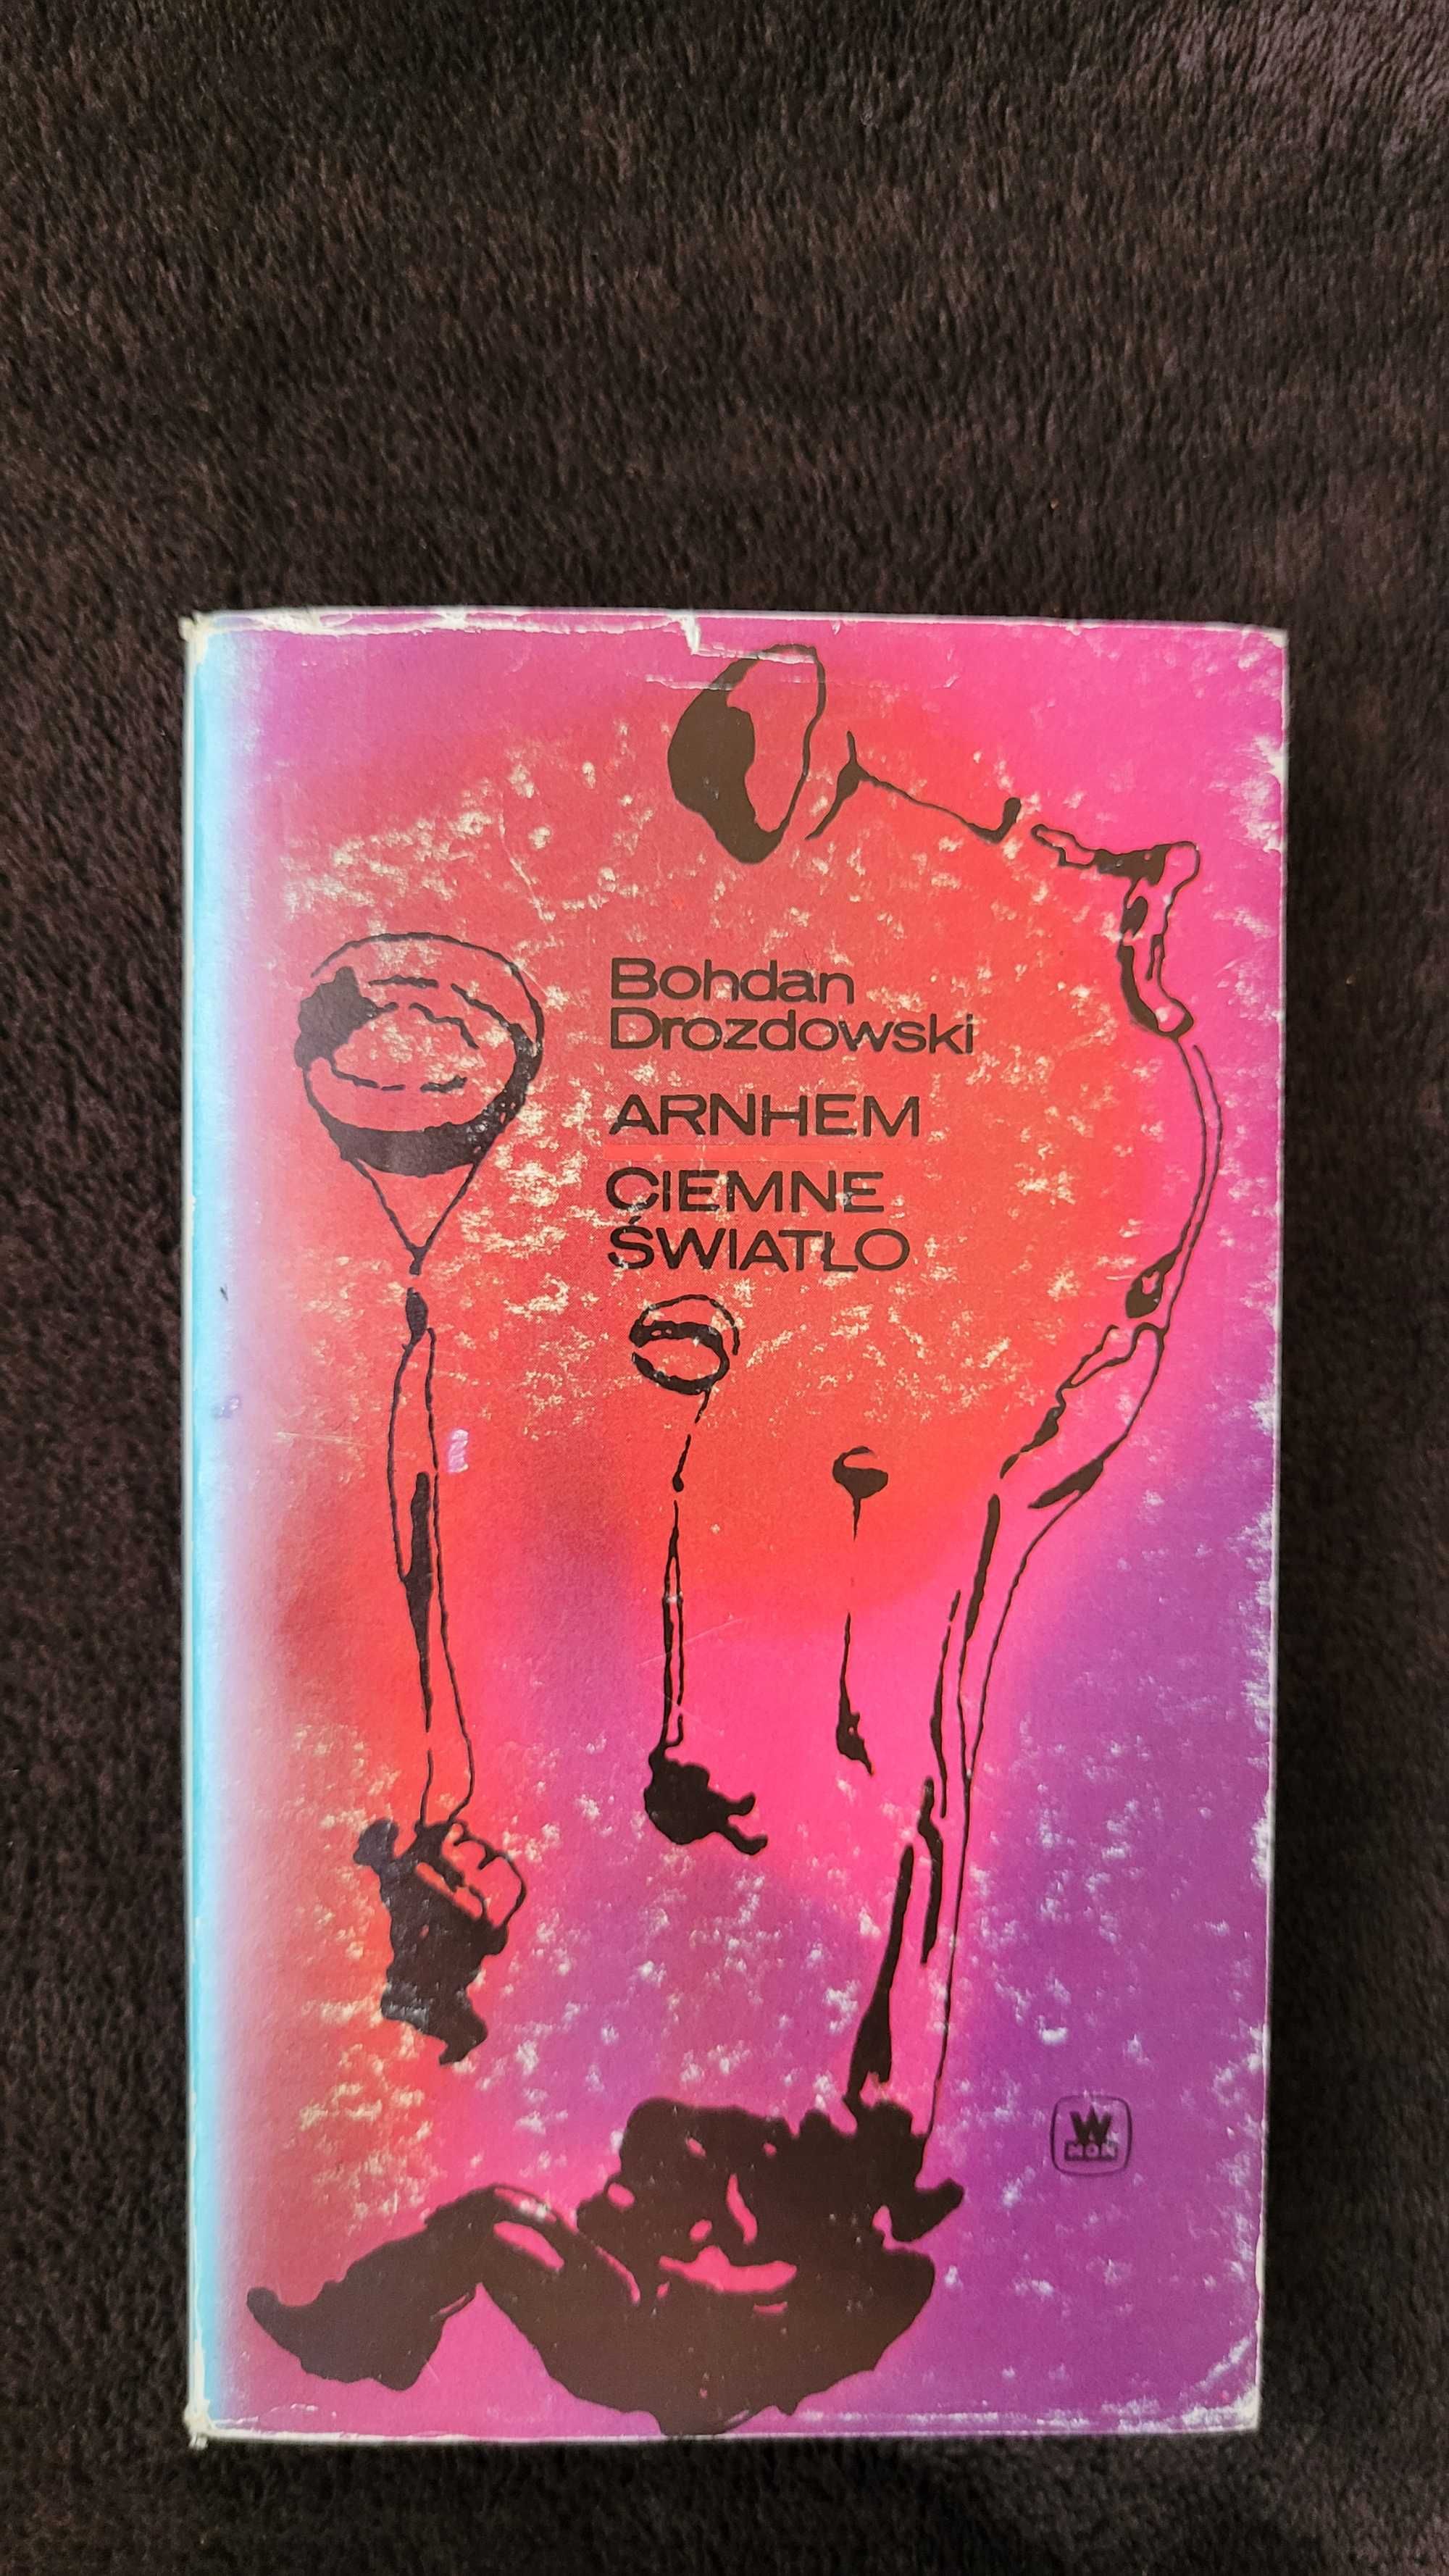 Bohdan
Drozdowski
ARNHEM
CIEMNE
ŚWIATŁO
W
MON